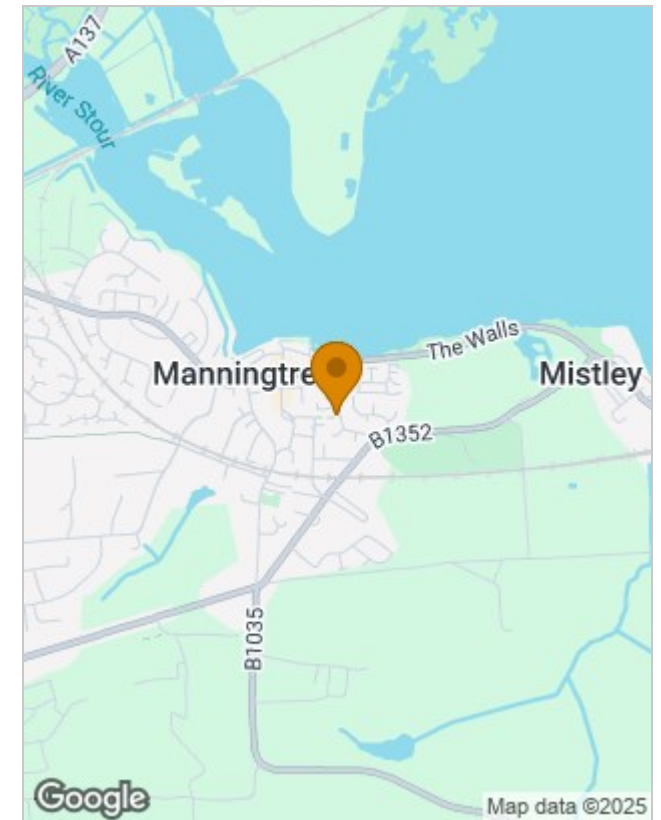 A137
River Stour
The Walls
Manningtre
Mistley
B1352
B1035
Google
Map data ©2025